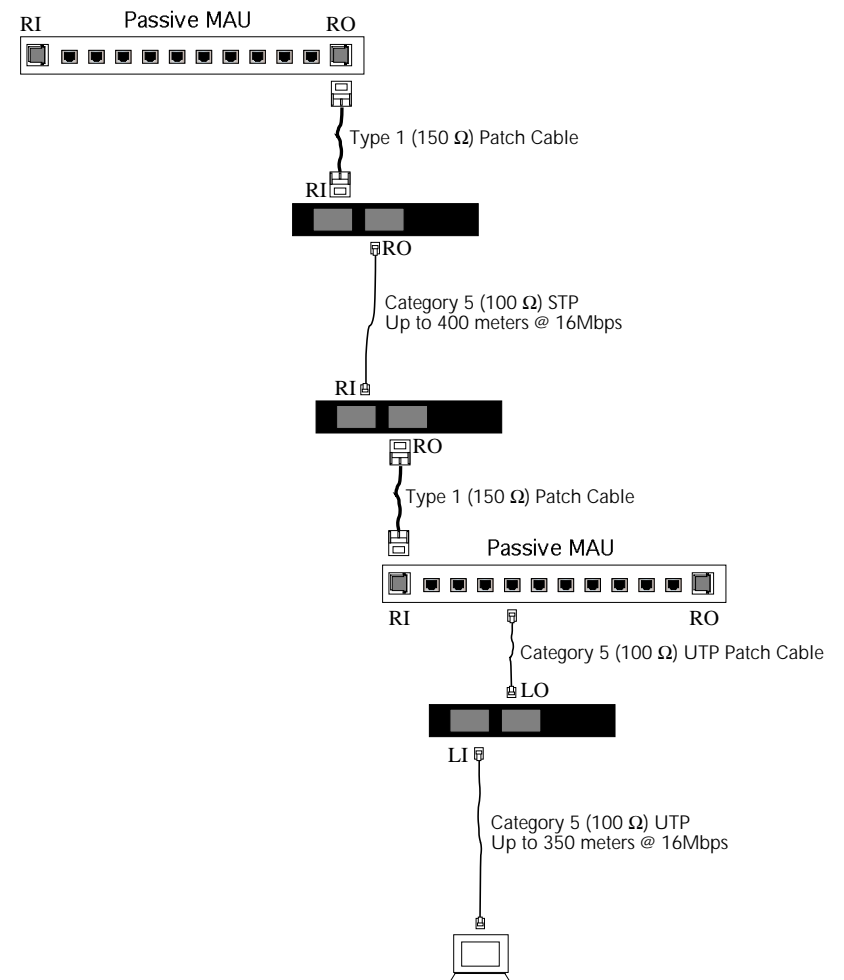 RI Passive MAU RO
Type 1 (150 Ω) Patch Cable
RI
RO
Category 5 (100 Ω) STP
Up to 400 meters @ 16Mbps
RI
RO
Type 1 (150 Ω) Patch Cable
Passive MAU
RI RO
Category 5 (100 Ω) UTP Patch Cable
LO
LI
Category 5 (100 Ω) UTP
Up to 350 meters @ 16Mbps